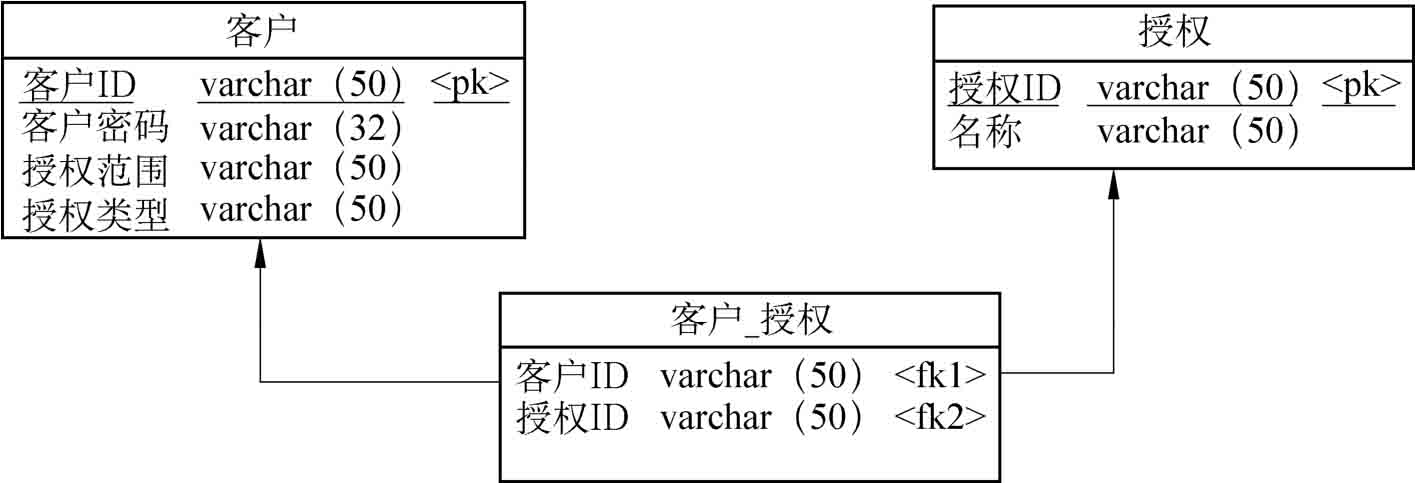 客户
客户ID varchar（50） <pk>
客户密码 varchar（32）
授权范围 varchar（50）
授权类型 varchar（50）
授权
授权ID varchar（50） <pk>
名称 varchar（50）
客户_授权
客户ID varchar（50） <fk1>
授权ID varchar（50） <fk2>